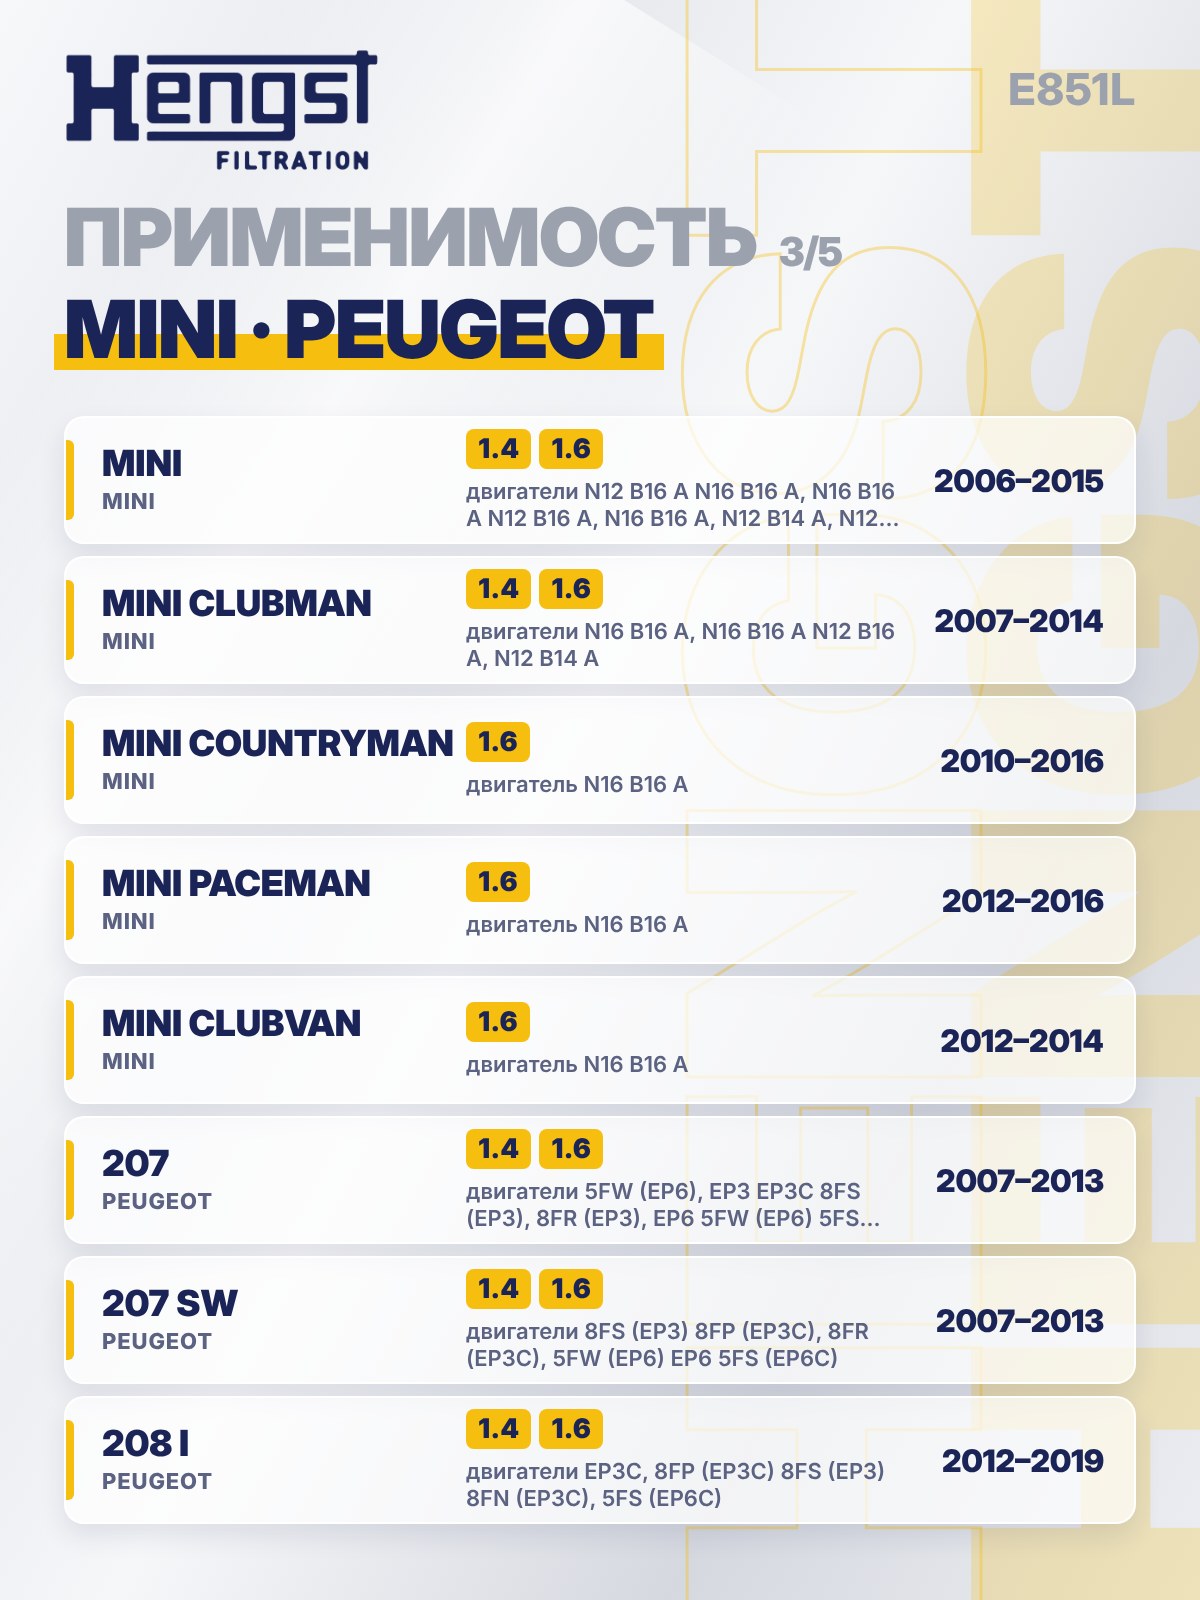 Hengst
FILTRATION
E851L
ПРИМЕНИМОСТЬ 3/5
MINI · PEUGEOT
MINI
MINI
1.4 1.6
двигатели N12 B16 A N16 B16 A, N16 B16
A N12 B16 A, N16 B16 A, N12 B14 A, N12...
2006–2015
MINI CLUBMAN
MINI
1.4 1.6
двигатели N16 B16 A, N16 B16 A N12 B16
A, N12 B14 A
2007–2014
MINI COUNTRYMAN
MINI
1.6
двигатель N16 B16 A
2010–2016
MINI PACEMAN
MINI
1.6
двигатель N16 B16 A
2012–2016
MINI CLUBVAN
MINI
1.6
двигатель N16 B16 A
2012–2014
207
PEUGEOT
1.4 1.6
двигатели 5FW (EP6), EP3 EP3C 8FS
(EP3), 8FR (EP3), EP6 5FW (EP6) 5FS...
2007–2013
207 SW
PEUGEOT
1.4 1.6
двигатели 8FS (EP3) 8FP (EP3C), 8FR
(EP3C), 5FW (EP6) EP6 5FS (EP6C)
2007–2013
208 I
PEUGEOT
1.4 1.6
двигатели EP3C, 8FP (EP3C) 8FS (EP3)
8FN (EP3C), 5FS (EP6C)
2012–2019
HENGST
HENGST